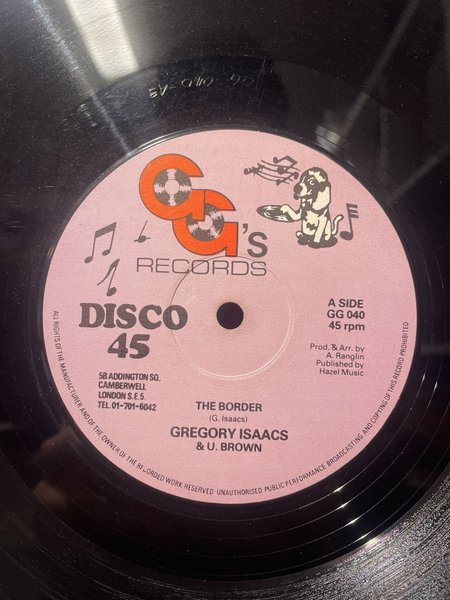 GG's
RECORDS
DISCO
45
A SIDE
GG 040
45 rpm
Prod. & Arr. by
A. Ranglin
Published by
Hazel Music
5B ADDINGTON SQ.
CAMBERWELL
LONDON S.E.5.
TEL. 01-701-6042
THE BORDER
(G. Isaacs)
GREGORY ISAACS
& U. BROWN
ALL RIGHTS OF THE MANUFACTURER AND OF THE OWNER OF THE RECORDED WORK RESERVED UNAUTHORISED PUBLIC PERFORMANCE BROADCASTING AND COPYING OF THIS RECORD PROHIBITED